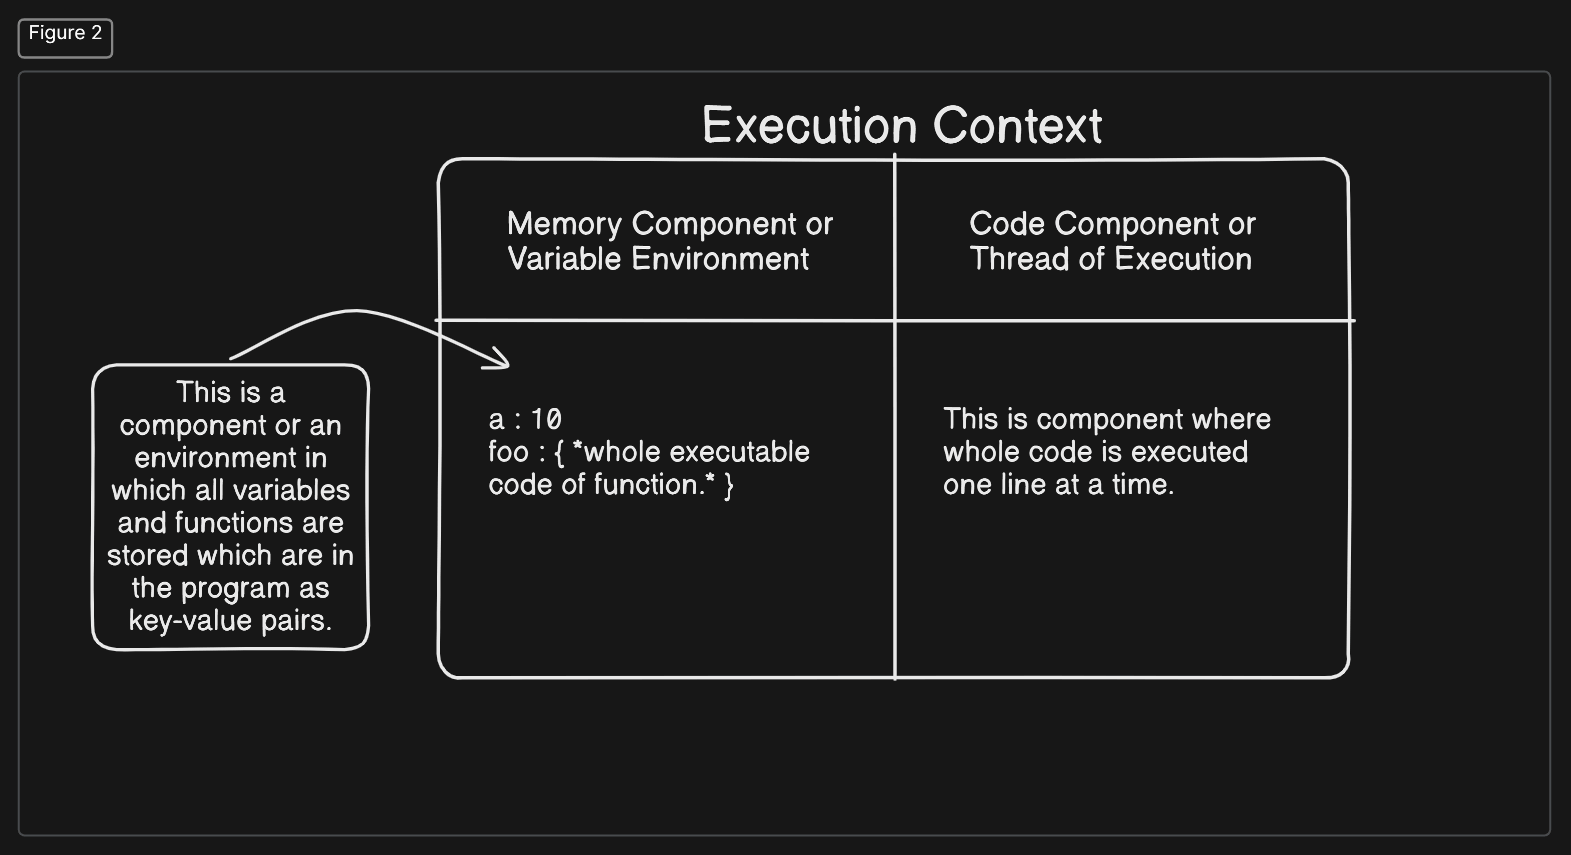 Figure 2
Execution Context
Memory Component or
Variable Environment
Code Component or
Thread of Execution
This is a
component or an
environment in
which all variables
and functions are
stored which are in
the program as
key-value pairs.
a : 10
foo : { *whole executable
code of function.* }
This is component where
whole code is executed
one line at a time.